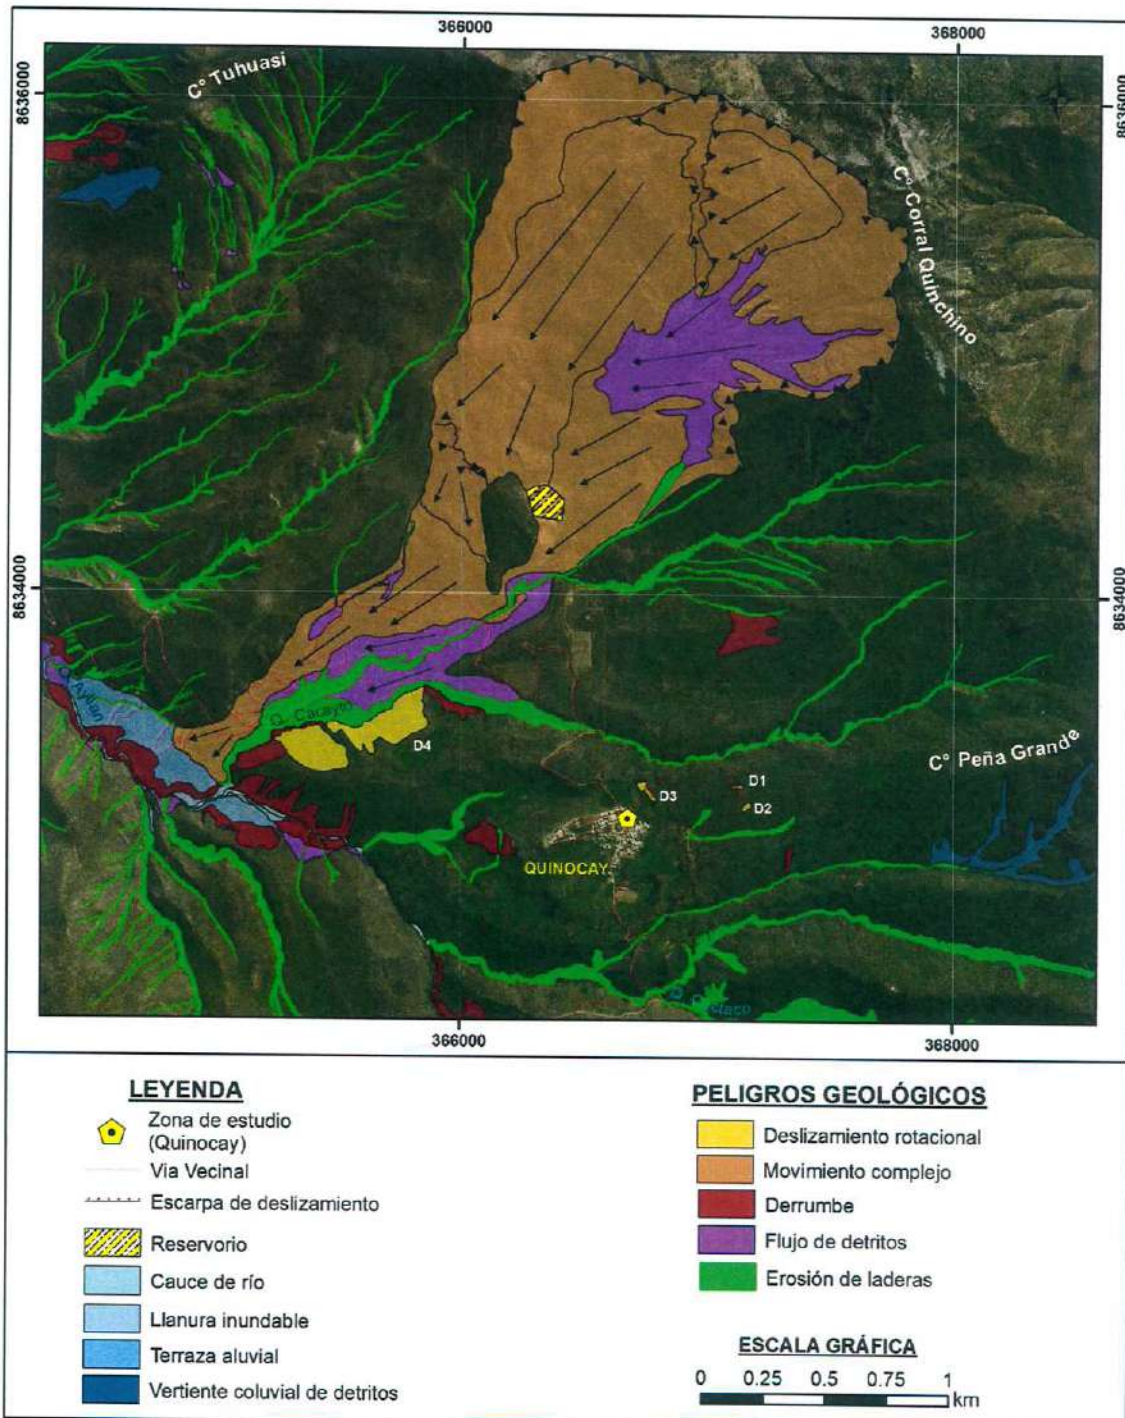 366000
368000
8636000
8636000
C° Tuhuasi
C° Corral Quinchino
8634000
8634000
Q. Ayllan
D4
D1
D2
D3
C° Peña Grande
QUINOCAY
366000
368000
LEYENDA
Zona de estudio
(Quinocay)
Via Vecinal
Escarpa de deslizamiento
Reservorio
Cauce de río
Llanura inundable
Terraza aluvial
Vertiente coluvial de detritos
PELIGROS GEOLÓGICOS
Deslizamiento rotacional
Movimiento complejo
Derrumbe
Flujo de detritos
Erosión de laderas
ESCALA GRÁFICA
0 0.25 0.5 0.75 1
km